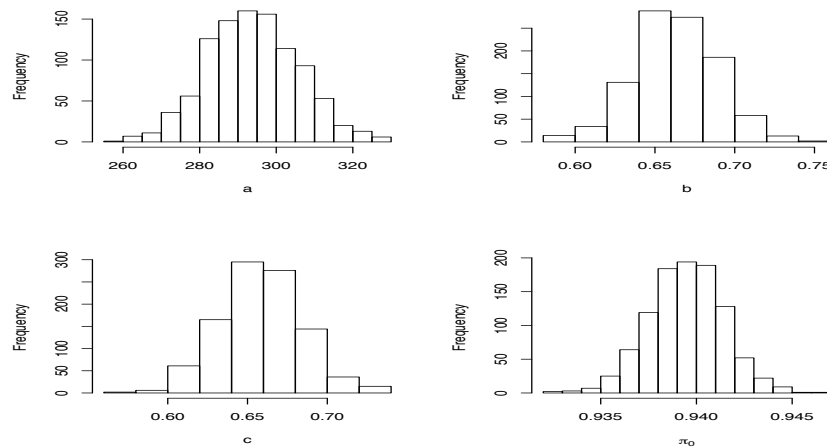 Frequency
0 50 100 150
260 280 300 320
a
Frequency
0 50 100 200
0.60 0.65 0.70 0.75
b
Frequency
0 50 100 200 300
0.60 0.65 0.70
c
Frequency
0 50 100 150 200
0.935 0.940 0.945
π₀